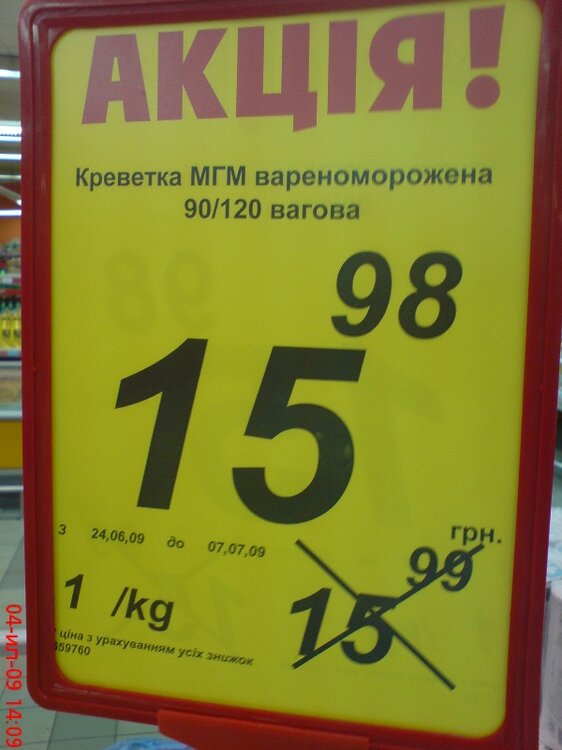 АКЦІЯ!
Креветка МГМ вареноморожена
90/120 вагова
15 98
грн.
З 24,06,09 до 07,07,09
15 99
1 /kg
ціна з урахуванням усіх знижок
659760
04-ИЛ-09 14:09